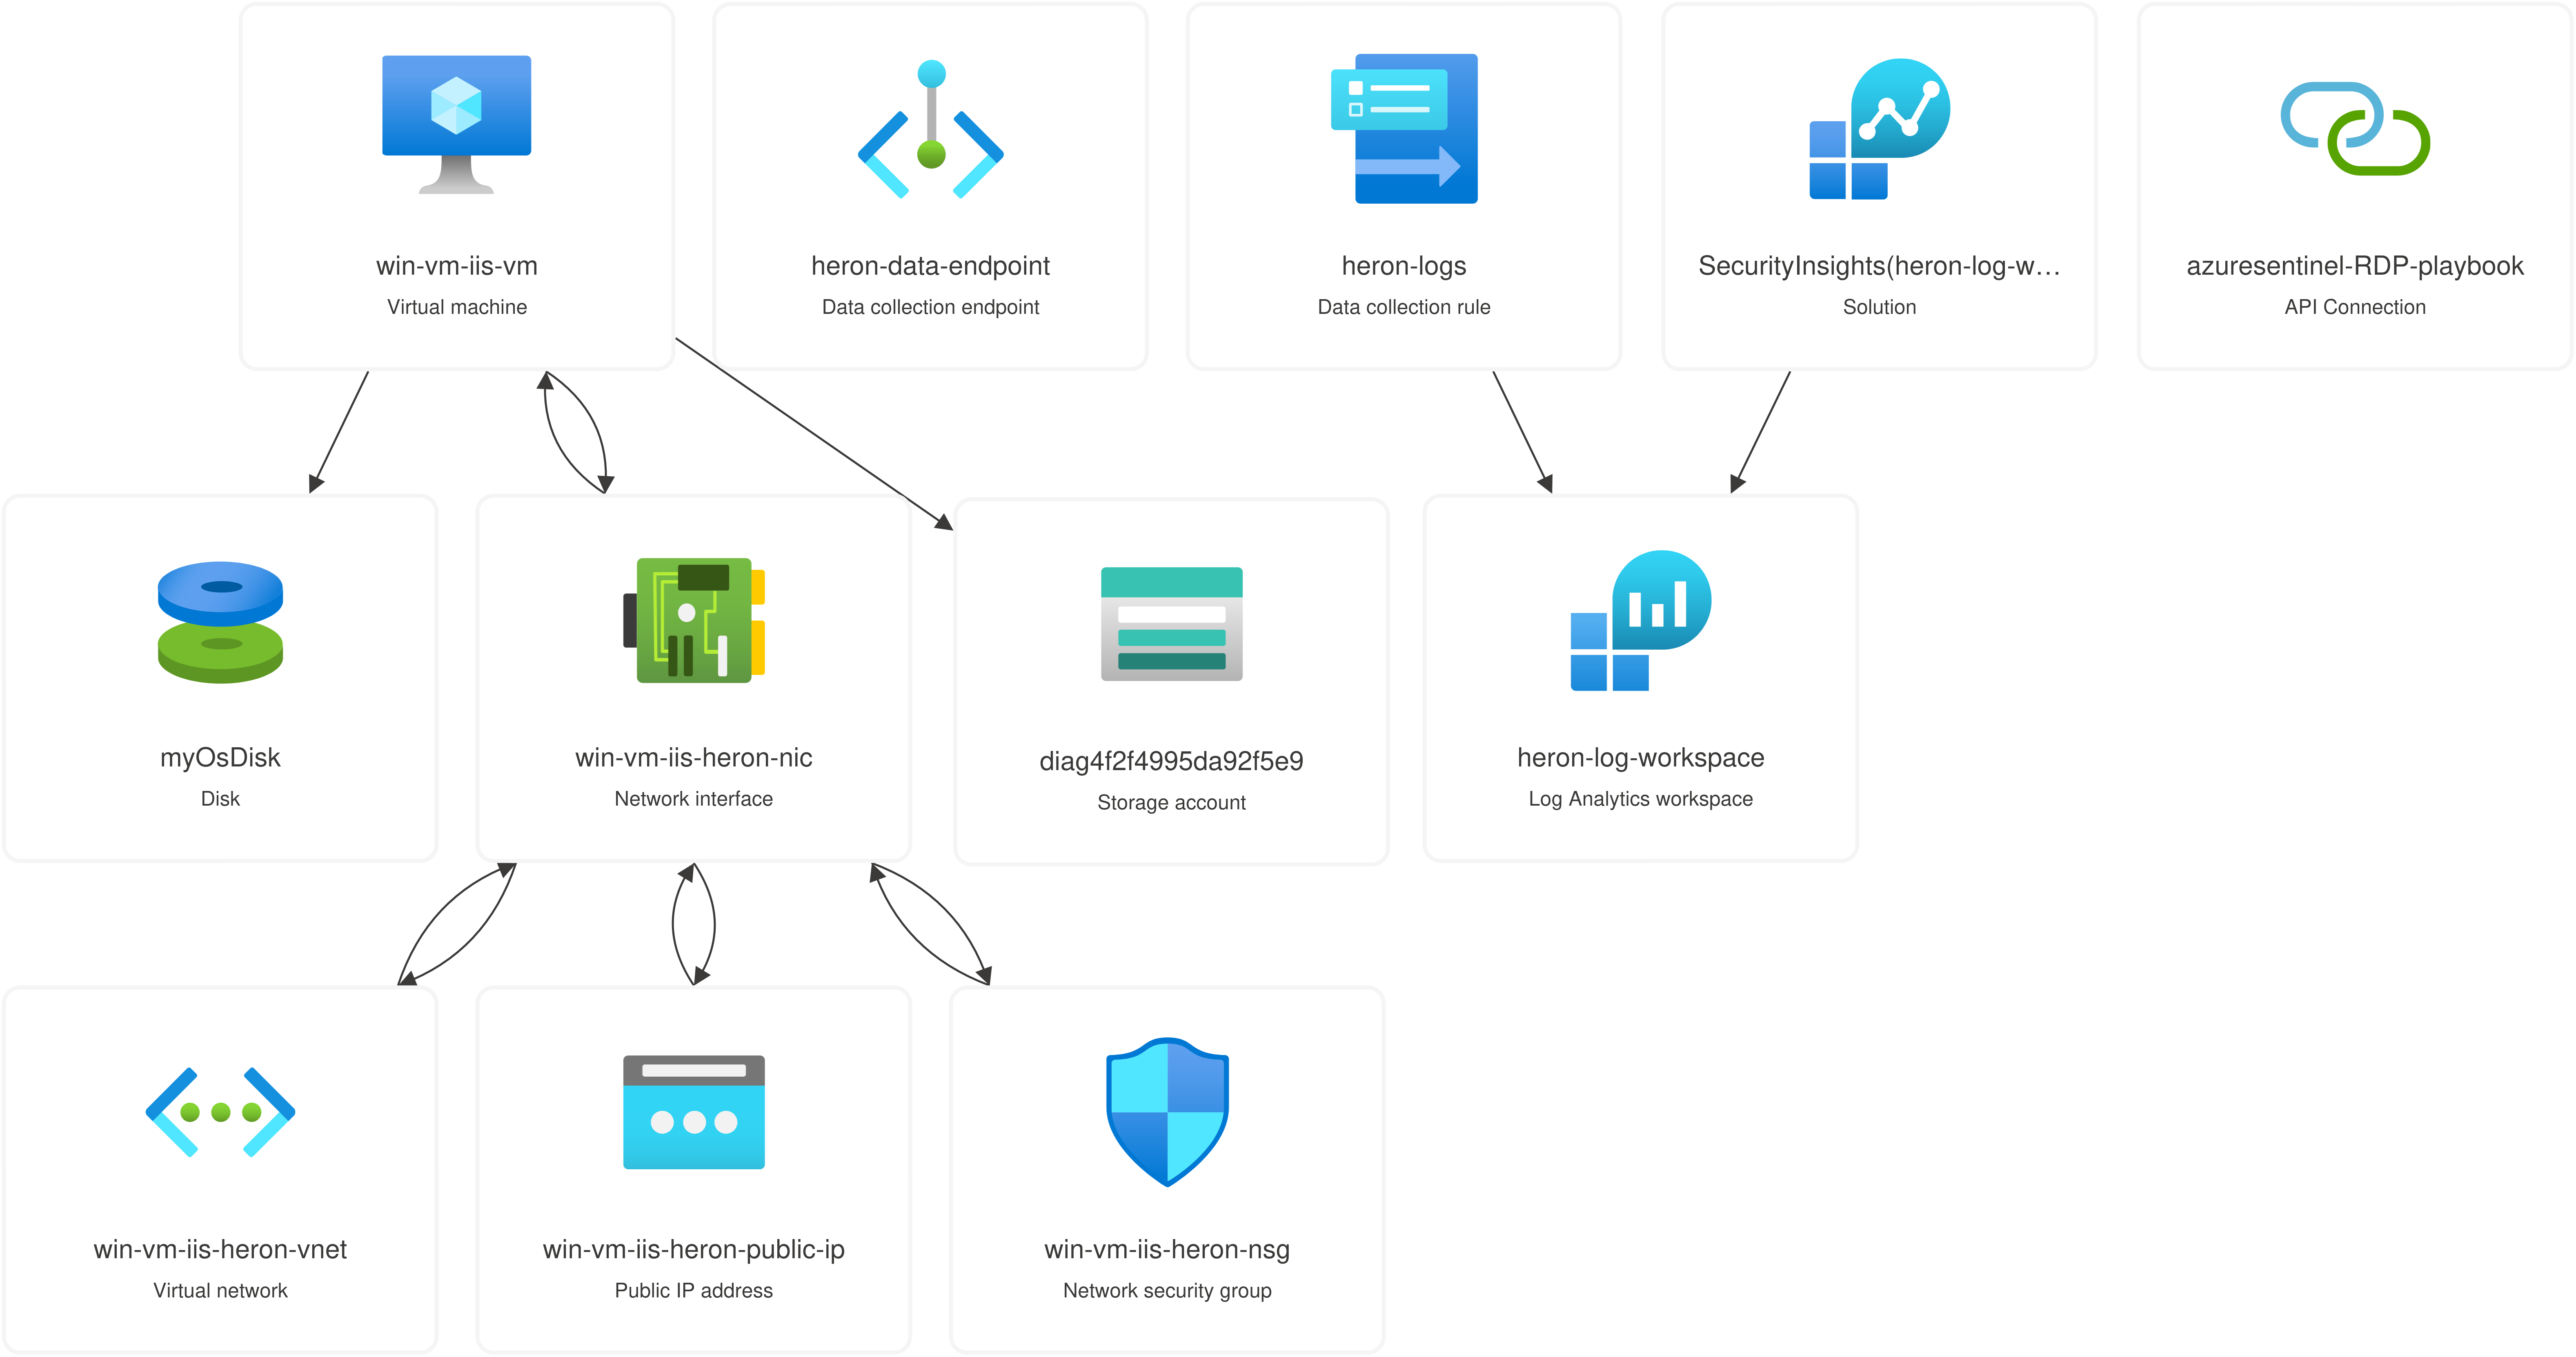 win-vm-iis-vm
Virtual machine
heron-data-endpoint
Data collection endpoint
heron-logs
Data collection rule
SecurityInsights(heron-log-w...
Solution
azuresentinel-RDP-playbook
API Connection
myOsDisk
Disk
win-vm-iis-heron-nic
Network interface
diag4f2f4995da92f5e9
Storage account
heron-log-workspace
Log Analytics workspace
win-vm-iis-heron-vnet
Virtual network
win-vm-iis-heron-public-ip
Public IP address
win-vm-iis-heron-nsg
Network security group